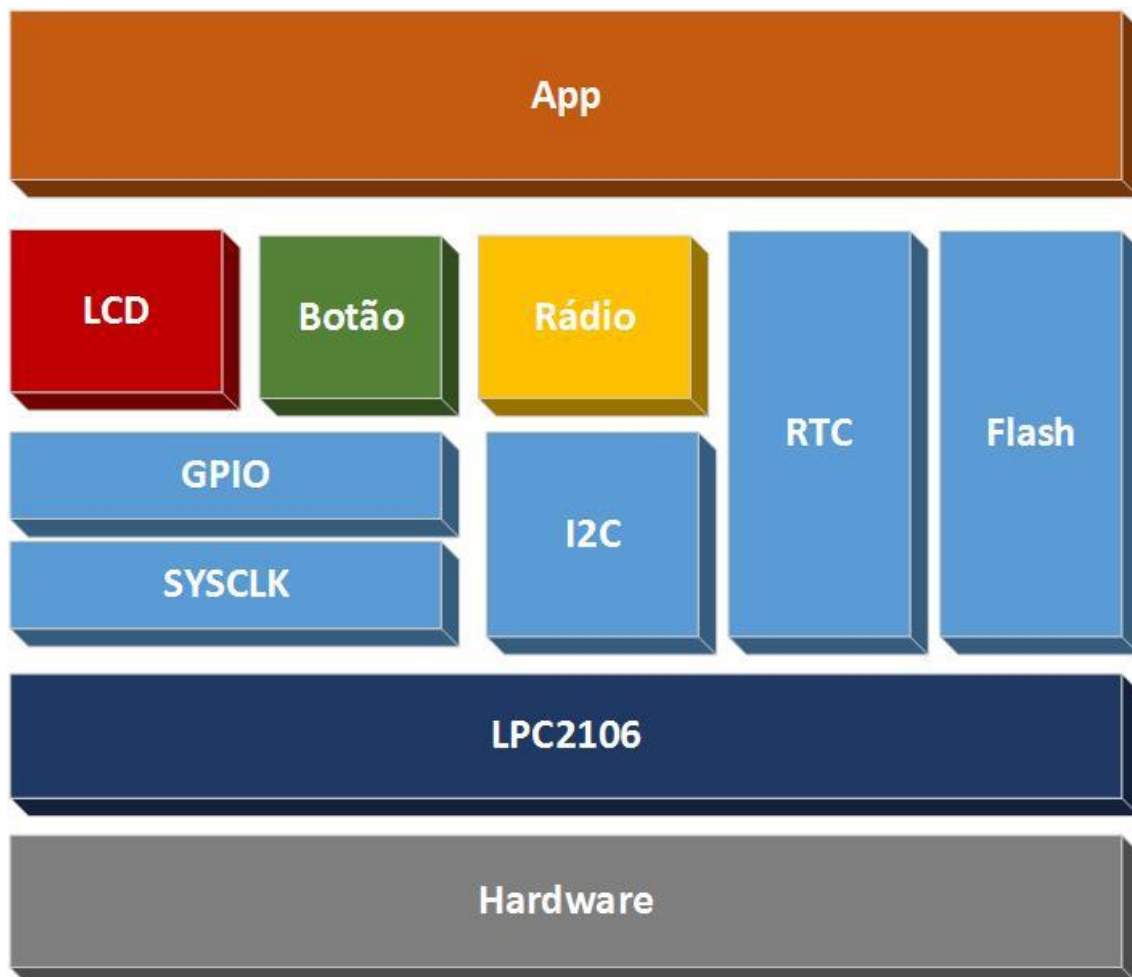 App
LCD
Botão
Rádio
RTC
Flash
GPIO
I2C
SYSCLK
LPC2106
Hardware